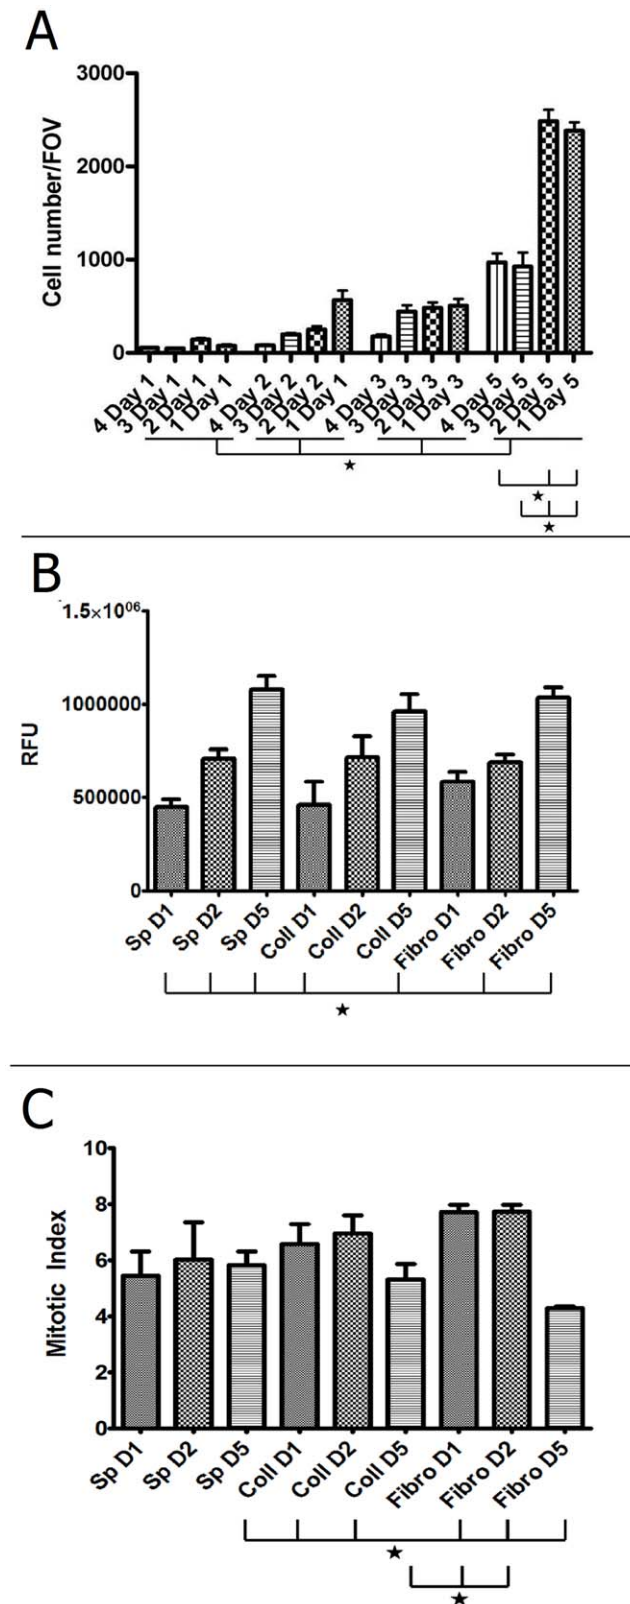 A
3000
2000
1000
0
Cell number/FOV
4 Day 1
3 Day 1
2 Day 1
1 Day 1
4 Day 2
3 Day 2
2 Day 2
1 Day 1
4 Day 3
3 Day 3
2 Day 3
1 Day 3
4 Day 5
3 Day 5
2 Day 5
1 Day 5
★
★
★
B
1.5×10⁰⁶
1000000
500000
0
RFU
Sp D1
Sp D2
Sp D5
Coll D1
Coll D2
Coll D5
Fibro D1
Fibro D2
Fibro D5
★
C
10
8
6
4
2
0
Mitotic Index
Sp D1
Sp D2
Sp D5
Coll D1
Coll D2
Coll D5
Fibro D1
Fibro D2
Fibro D5
★
★